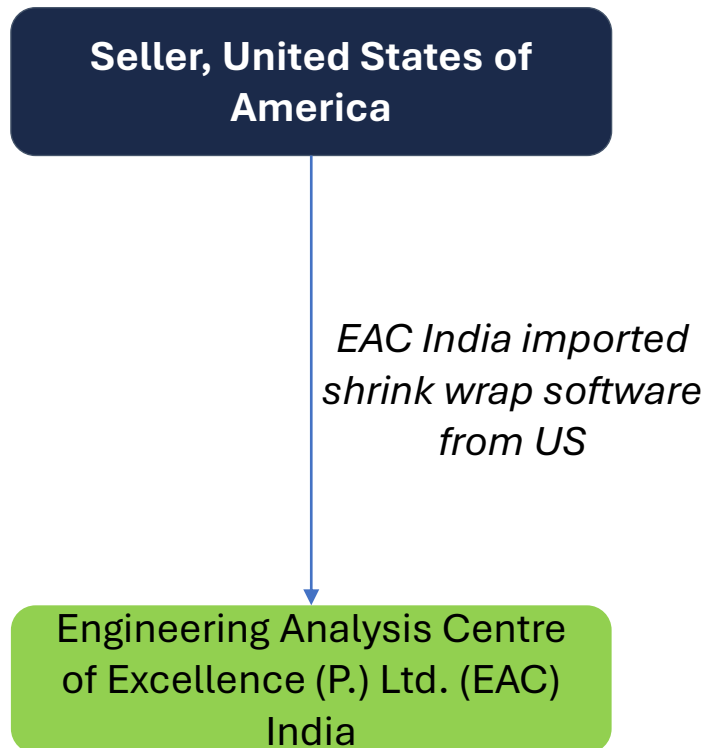 Seller, United States of
America
EAC India imported
shrink wrap software
from US
Engineering Analysis Centre
of Excellence (P.) Ltd. (EAC)
India